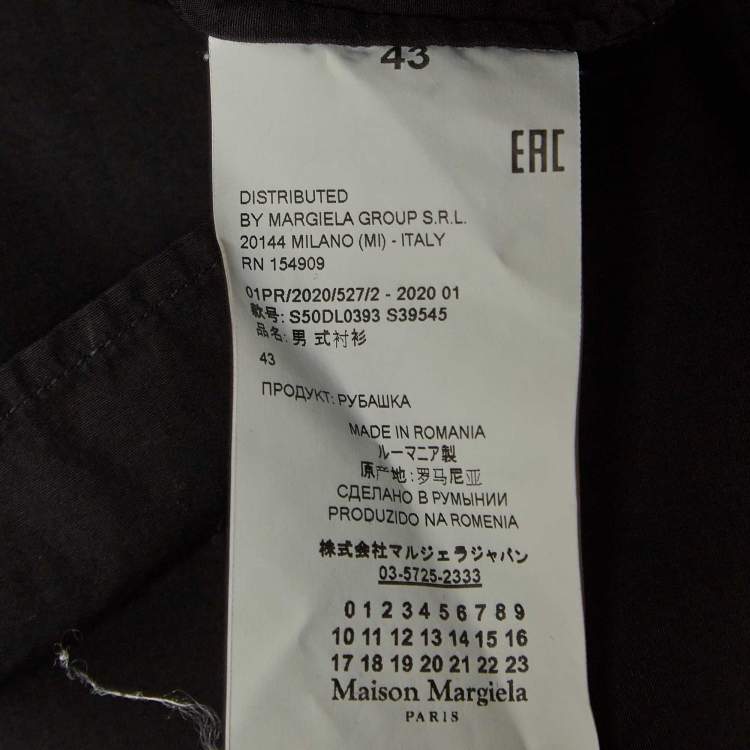 43
EAC
DISTRIBUTED
BY MARGIELA GROUP S.R.L.
20144 MILANO (MI) - ITALY
RN 154909
01PR/2020/527/2 - 2020 01
款号: S50DL0393 S39545
品名: 男 式衬衫
43
ПРОДУКТ: РУБАШКА
MADE IN ROMANIA
ルーマニア製
原产地: 罗马尼亚
СДЕЛАНО В РУМЫНИИ
PRODUZIDO NA ROMENIA
株式会社マルジェラジャパン
03-5725-2333
0 1 2 3 4 5 6 7 8 9
10 11 12 13 14 15 16
17 18 19 20 21 22 23
Maison Margiela
PARIS